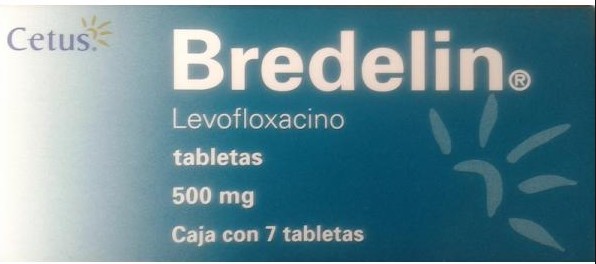 Cetus.
Bredelin®
Levofloxacino
tabletas
500 mg
Caja con 7 tabletas